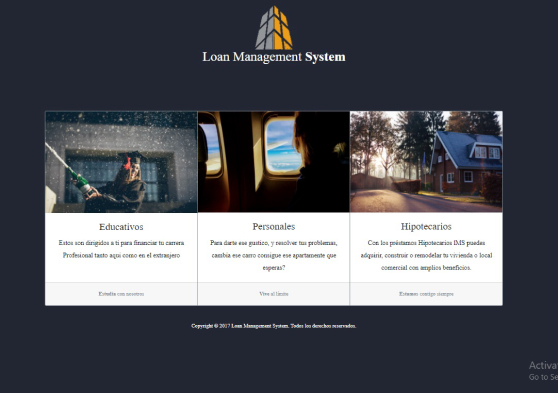 Loan Management System
Educativos
Estos son dirigidos a ti para financiar tu carrera
Profesional tanto aqui como en el extranjero
Estudia con nosotros
Personales
Para darte ese gustico, y resolver tus problemas,
cambia ese carro consigue ese apartamente que
esperas?
Vive al límite
Hipotecarios
Con los préstamos Hipotecarios IMS puedes
adquirir, construir o remodelar tu vivienda o local
comercial con amplios beneficios.
Estamos contigo siempre
Copyright © 2017 Loan Management System. Todos los derechos reservados.
Activa
Go to Se